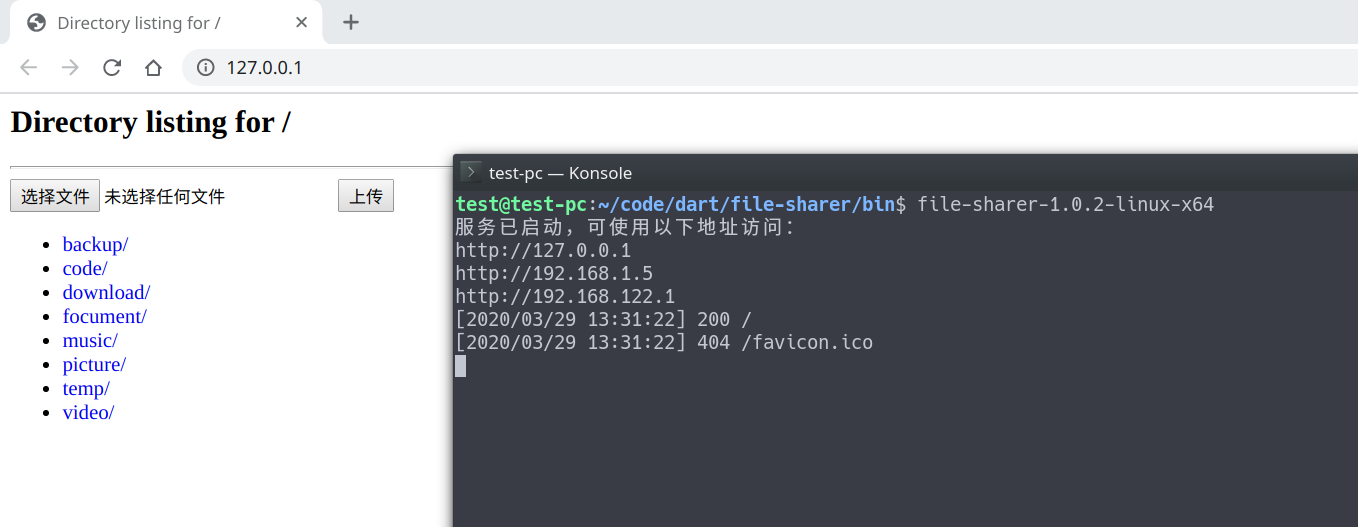 Directory listing for /
127.0.0.1
Directory listing for /
选择文件 未选择任何文件 上传
backup/
code/
download/
focument/
music/
picture/
temp/
video/
test-pc — Konsole
test@test-pc:~/code/dart/file-sharer/bin$ file-sharer-1.0.2-linux-x64
服务已启动，可使用以下地址访问：
http://127.0.0.1
http://192.168.1.5
http://192.168.122.1
[2020/03/29 13:31:22] 200 /
[2020/03/29 13:31:22] 404 /favicon.ico